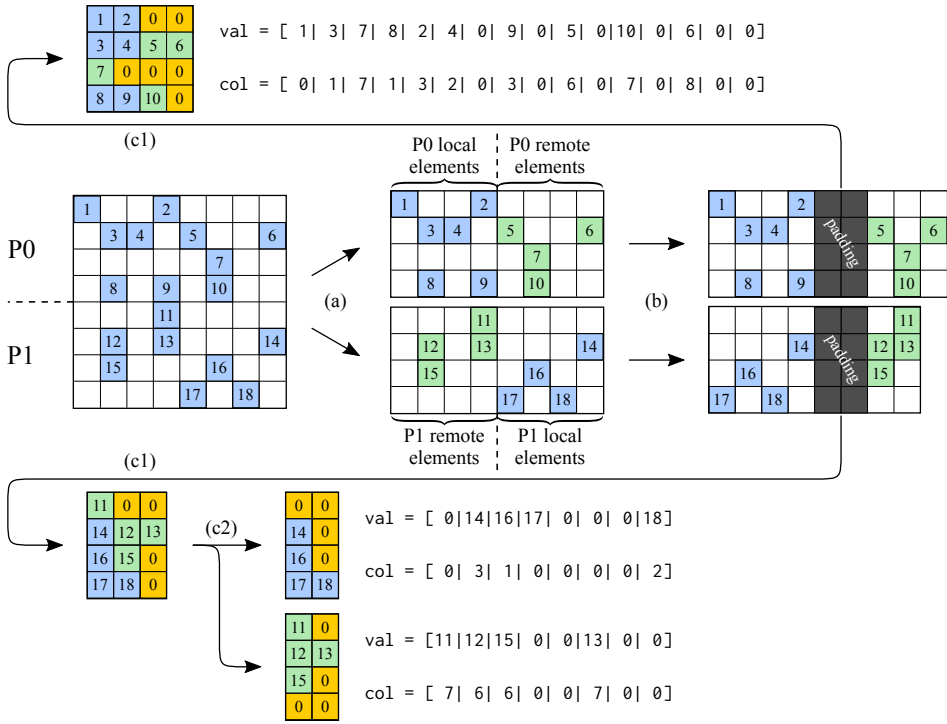 1 2 0 0
3 4 5 6
7 0 0 0
8 9 10 0
val = [ 1| 3| 7| 8| 2| 4| 0| 9| 0| 5| 0|10| 0| 6| 0| 0]
col = [ 0| 1| 7| 1| 3| 2| 0| 3| 0| 6| 0| 7| 0| 8| 0| 0]
(c1)
P0
P1
1 2
3 4 5 6
7
8 9 10
11
12 13 14
15 16
17 18
(a)
P0 local
elements
P0 remote
elements
1 2
3 4 5 6
7
8 9 10
11
12 13 14
15 16
17 18
P1 remote
elements
P1 local
elements
(b)
1 2
3 4 5 6
7
8 9 10
padding
11
14 12 13
16 15
17 18
padding
(c1)
11 0 0
14 12 13
16 15 0
17 18 0
(c2)
0 0
14 0
16 0
17 18
val = [ 0|14|16|17| 0| 0| 0|18]
col = [ 0| 3| 1| 0| 0| 0| 0| 2]
11 0
12 13
15 0
0 0
val = [11|12|15| 0| 0|13| 0| 0]
col = [ 7| 6| 6| 0| 0| 7| 0| 0]